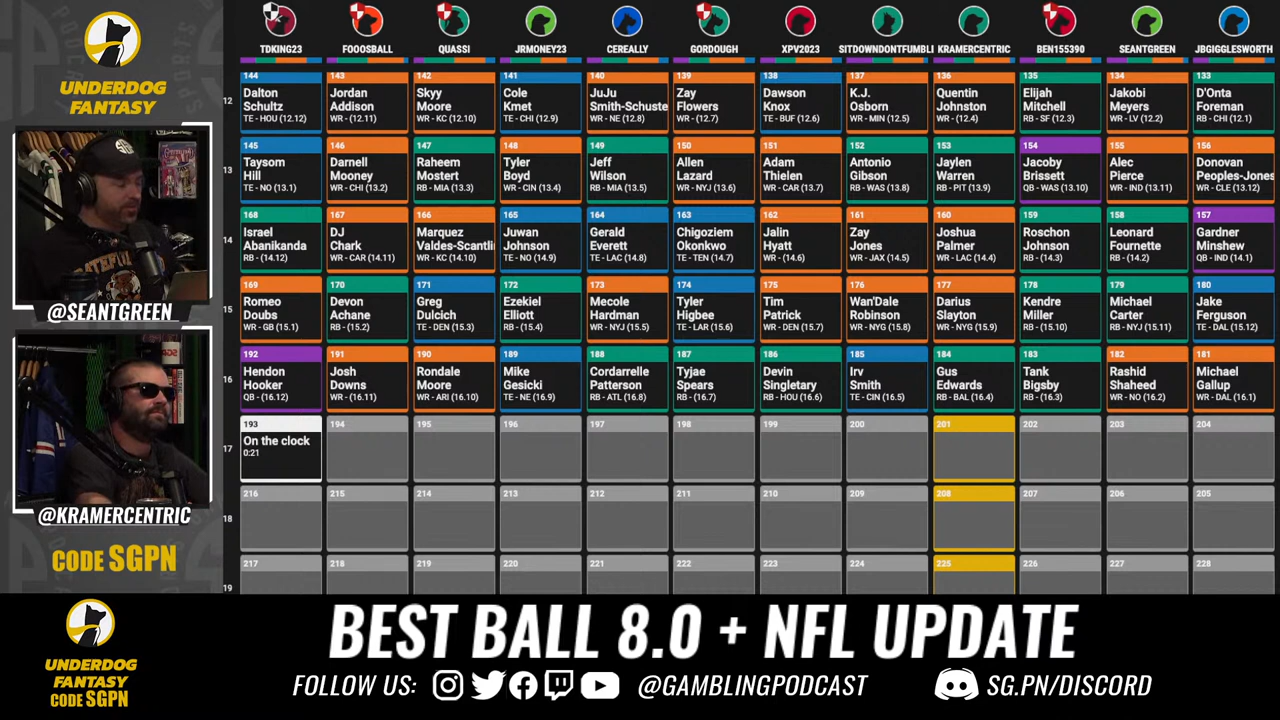 UNDERDOG
FANTASY
@SEANTGREEN
@KRAMERCENTRIC
CODE SGPN
TDKING23 FOOOSBALL QUASSI JRMONEY23 CEREALLY GORDOUGH XPV2023 SITDOWNDONTFUMBL KRAMERCENTRIC BEN155390 SEANTGREEN JBGIGGLESWORTH
12
144 143 142 141 140 139 138 137 136 135 134 133
Dalton Jordan Skyy Cole JuJu Zay Dawson K.J. Quentin Elijah Jakobi D'Onta
Schultz Addison Moore Kmet Smith-Schuste Flowers Knox Osborn Johnston Mitchell Meyers Foreman
TE - HOU (12.12) WR - (12.11) WR - KC (12.10) TE - CHI (12.9) WR - NE (12.8) WR - (12.7) TE - BUF (12.6) WR - MIN (12.5) WR - (12.4) RB - SF (12.3) WR - LV (12.2) RB - CHI (12.1)
13
145 146 147 148 149 150 151 152 153 154 155 156
Taysom Darnell Raheem Tyler Jeff Allen Adam Antonio Jaylen Jacoby Alec Donovan
Hill Mooney Mostert Boyd Wilson Lazard Thielen Gibson Warren Brissett Pierce Peoples-Jones
TE - NO (13.1) WR - CHI (13.2) RB - MIA (13.3) WR - CIN (13.4) RB - MIA (13.5) WR - NYJ (13.6) WR - CAR (13.7) RB - WAS (13.8) RB - PIT (13.9) QB - WAS (13.10) WR - IND (13.11) WR - CLE (13.12)
14
168 167 166 165 164 163 162 161 160 159 158 157
Israel DJ Marquez Juwan Gerald Chigoziem Jalin Zay Joshua Roschon Leonard Gardner
Abanikanda Chark Valdes-Scantli Johnson Everett Okonkwo Hyatt Jones Palmer Johnson Fournette Minshew
RB - (14.12) WR - CAR (14.11) WR - KC (14.10) TE - NO (14.9) TE - LAC (14.8) TE - TEN (14.7) WR - (14.6) WR - JAX (14.5) WR - LAC (14.4) RB - (14.3) RB - (14.2) QB - IND (14.1)
15
169 170 171 172 173 174 175 176 177 178 179 180
Romeo Devon Greg Ezekiel Mecole Tyler Tim Wan'Dale Darius Kendre Michael Jake
Doubs Achane Dulcich Elliott Hardman Higbee Patrick Robinson Slayton Miller Carter Ferguson
WR - GB (15.1) RB - (15.2) TE - DEN (15.3) RB - (15.4) WR - NYJ (15.5) TE - LAR (15.6) WR - DEN (15.7) WR - NYG (15.8) WR - NYG (15.9) RB - (15.10) RB - NYJ (15.11) TE - DAL (15.12)
16
192 191 190 189 188 187 186 185 184 183 182 181
Hendon Josh Rondale Mike Cordarrelle Tyjae Devin Irv Gus Tank Rashid Michael
Hooker Downs Moore Gesicki Patterson Spears Singletary Smith Edwards Bigsby Shaheed Gallup
QB - (16.12) WR - (16.11) WR - ARI (16.10) TE - NE (16.9) RB - ATL (16.8) RB - (16.7) RB - HOU (16.6) TE - CIN (16.5) RB - BAL (16.4) RB - (16.3) WR - NO (16.2) WR - DAL (16.1)
17
193 194 195 196 197 198 199 200 201 202 203 204
On the clock
0:21
18
216 215 214 213 212 211 210 209 208 207 206 205
19
217 218 219 220 221 222 223 224 225 226 227 228
UNDERDOG
FANTASY
CODE SGPN
BEST BALL 8.0 + NFL UPDATE
FOLLOW US: @GAMBLINGPODCAST SG.PN/DISCORD